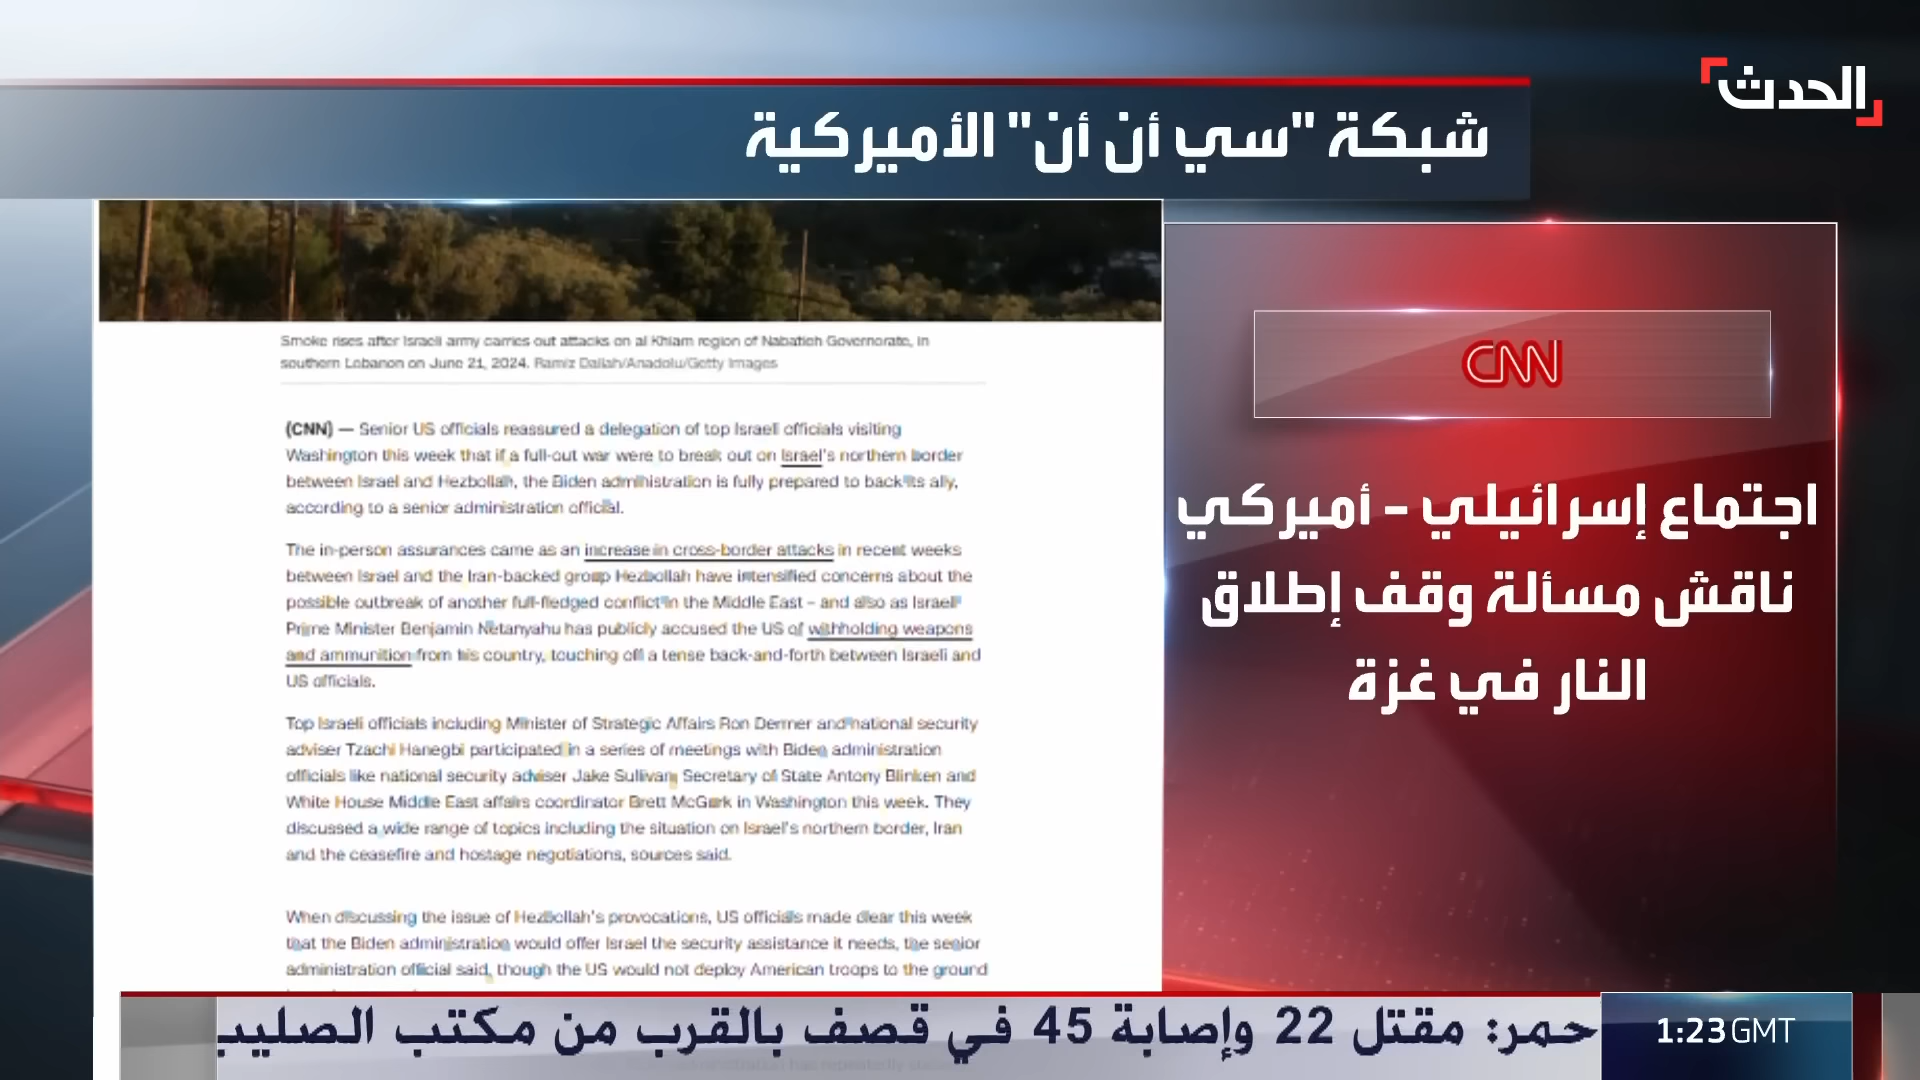 الحدث
شبكة "سي أن أن" الأميركية
CNN
اجتماع إسرائيلي - أميركي
ناقش مسألة وقف إطلاق
النار في غزة
Smoke rises after Israeli army carries out attacks on al Khiam region of Nabatieh Governorate, in
southern Lebanon on June 21, 2024. Ramiz Dallah/Anadolu/Getty Images
(CNN) — Senior US officials reassured a delegation of top Israeli officials visiting
Washington this week that if a full-out war were to break out on Israel's northern border
between Israel and Hezbollah, the Biden administration is fully prepared to back its ally,
according to a senior administration official.
The in-person assurances came as an increase in cross-border attacks in recent weeks
between Israel and the Iran-backed group Hezbollah have intensified concerns about the
possible outbreak of another full-fledged conflict in the Middle East – and also as Israeli
Prime Minister Benjamin Netanyahu has publicly accused the US of withholding weapons
and ammunition from his country, touching off a tense back-and-forth between Israeli and
US officials.
Top Israeli officials including Minister of Strategic Affairs Ron Dermer and national security
adviser Tzachi Hanegbi participated in a series of meetings with Biden administration
officials like national security adviser Jake Sullivan, Secretary of State Antony Blinken and
White House Middle East affairs coordinator Brett McGurk in Washington this week. They
discussed a wide range of topics including the situation on Israel's northern border, Iran
and the ceasefire and hostage negotiations, sources said.
When discussing the issue of Hezbollah's provocations, US officials made clear this week
that the Biden administration would offer Israel the security assistance it needs, the senior
administration official said, though the US would not deploy American troops to the ground
حمر: مقتل 22 وإصابة 45 في قصف بالقرب من مكتب الصليب
1:23 GMT